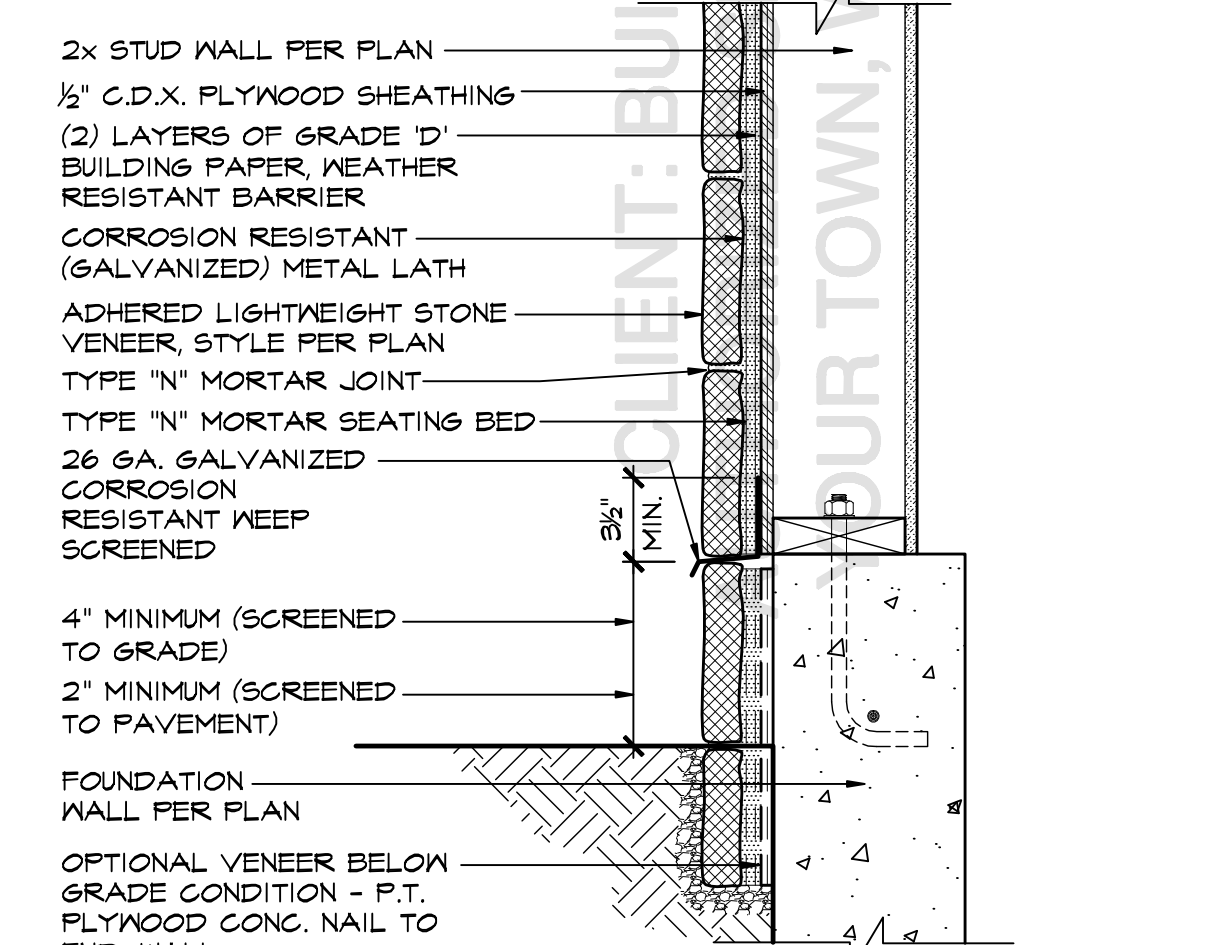 2x STUD WALL PER PLAN
½" C.D.X. PLYWOOD SHEATHING
(2) LAYERS OF GRADE 'D'
BUILDING PAPER, WEATHER
RESISTANT BARRIER
CORROSION RESISTANT
(GALVANIZED) METAL LATH
ADHERED LIGHTWEIGHT STONE
VENEER, STYLE PER PLAN
TYPE "N" MORTAR JOINT
TYPE "N" MORTAR SEATING BED
26 GA. GALVANIZED
CORROSION
RESISTANT WEEP
SCREENED
3½"
MIN.
4" MINIMUM (SCREENED
TO GRADE)
2" MINIMUM (SCREENED
TO PAVEMENT)
FOUNDATION
WALL PER PLAN
OPTIONAL VENEER BELOW
GRADE CONDITION - P.T.
PLYWOOD CONC. NAIL TO
CLIENT: BUI
YOUR TOWN,